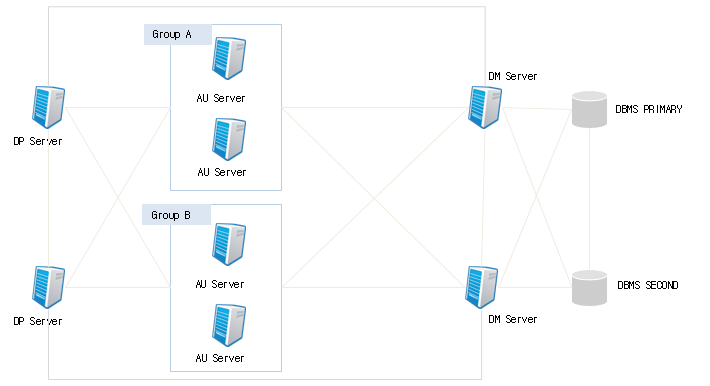 Group A
DM Server
AU Server
DBMS PRIMARY
DP Server
AU Server
Group B
AU Server
DBMS SECOND
DP Server
DM Server
AU Server